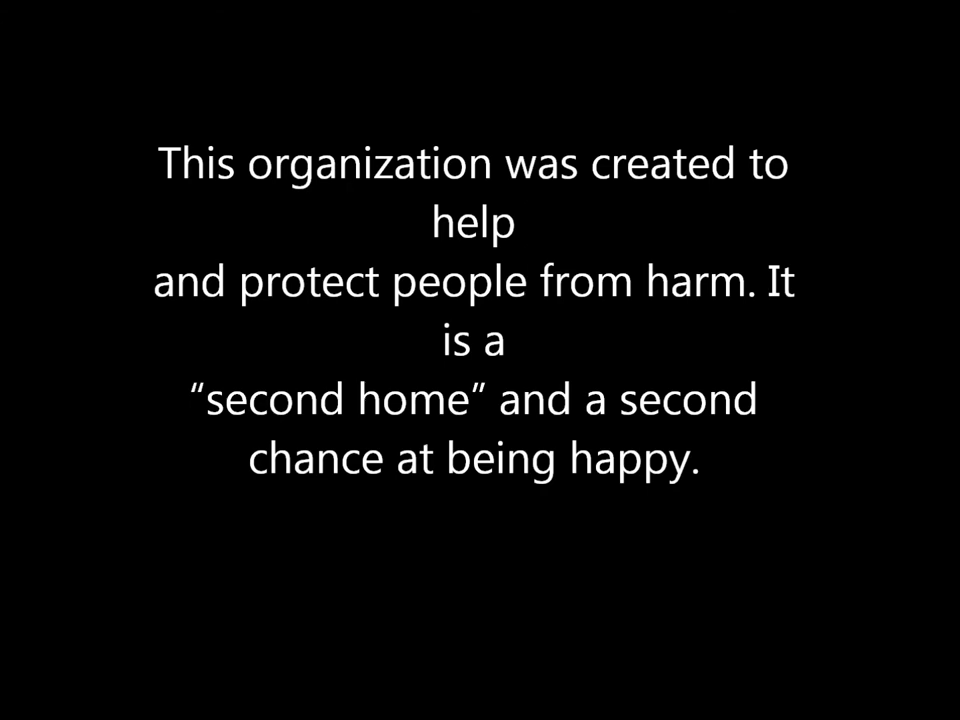 This organization was created to
help
and protect people from harm. It
is a
“second home” and a second
chance at being happy.